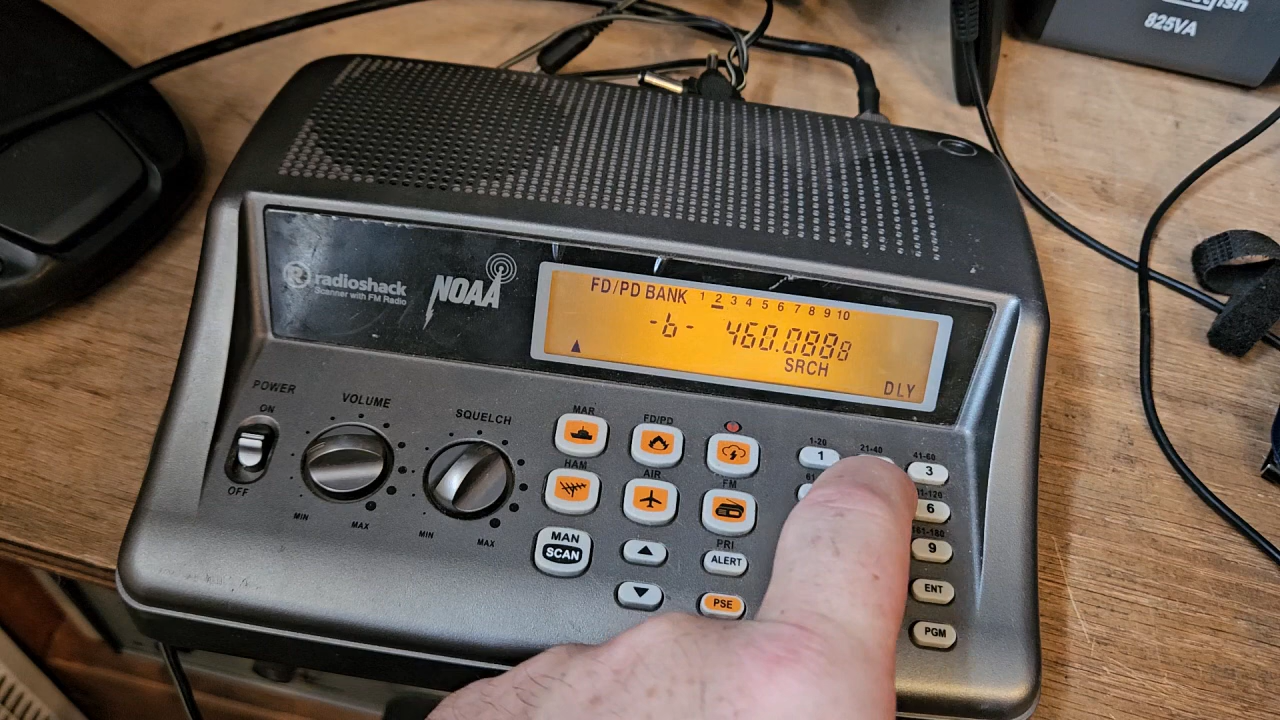 825VA
radioshack
Scanner with FM Radio
NOAA
FD/PD BANK 1 2 3 4 5 6 7 8 9 10
-b- 460.0888
SRCH
DLY
POWER
ON
OFF
VOLUME
MIN
MAX
SQUELCH
MIN
MAX
MAR
FD/PD
HAM
AIR
FM
MAN
SCAN
PRI
ALERT
PSE
1-20
21-40
41-60
1
3
6
161-180
9
ENT
PGM